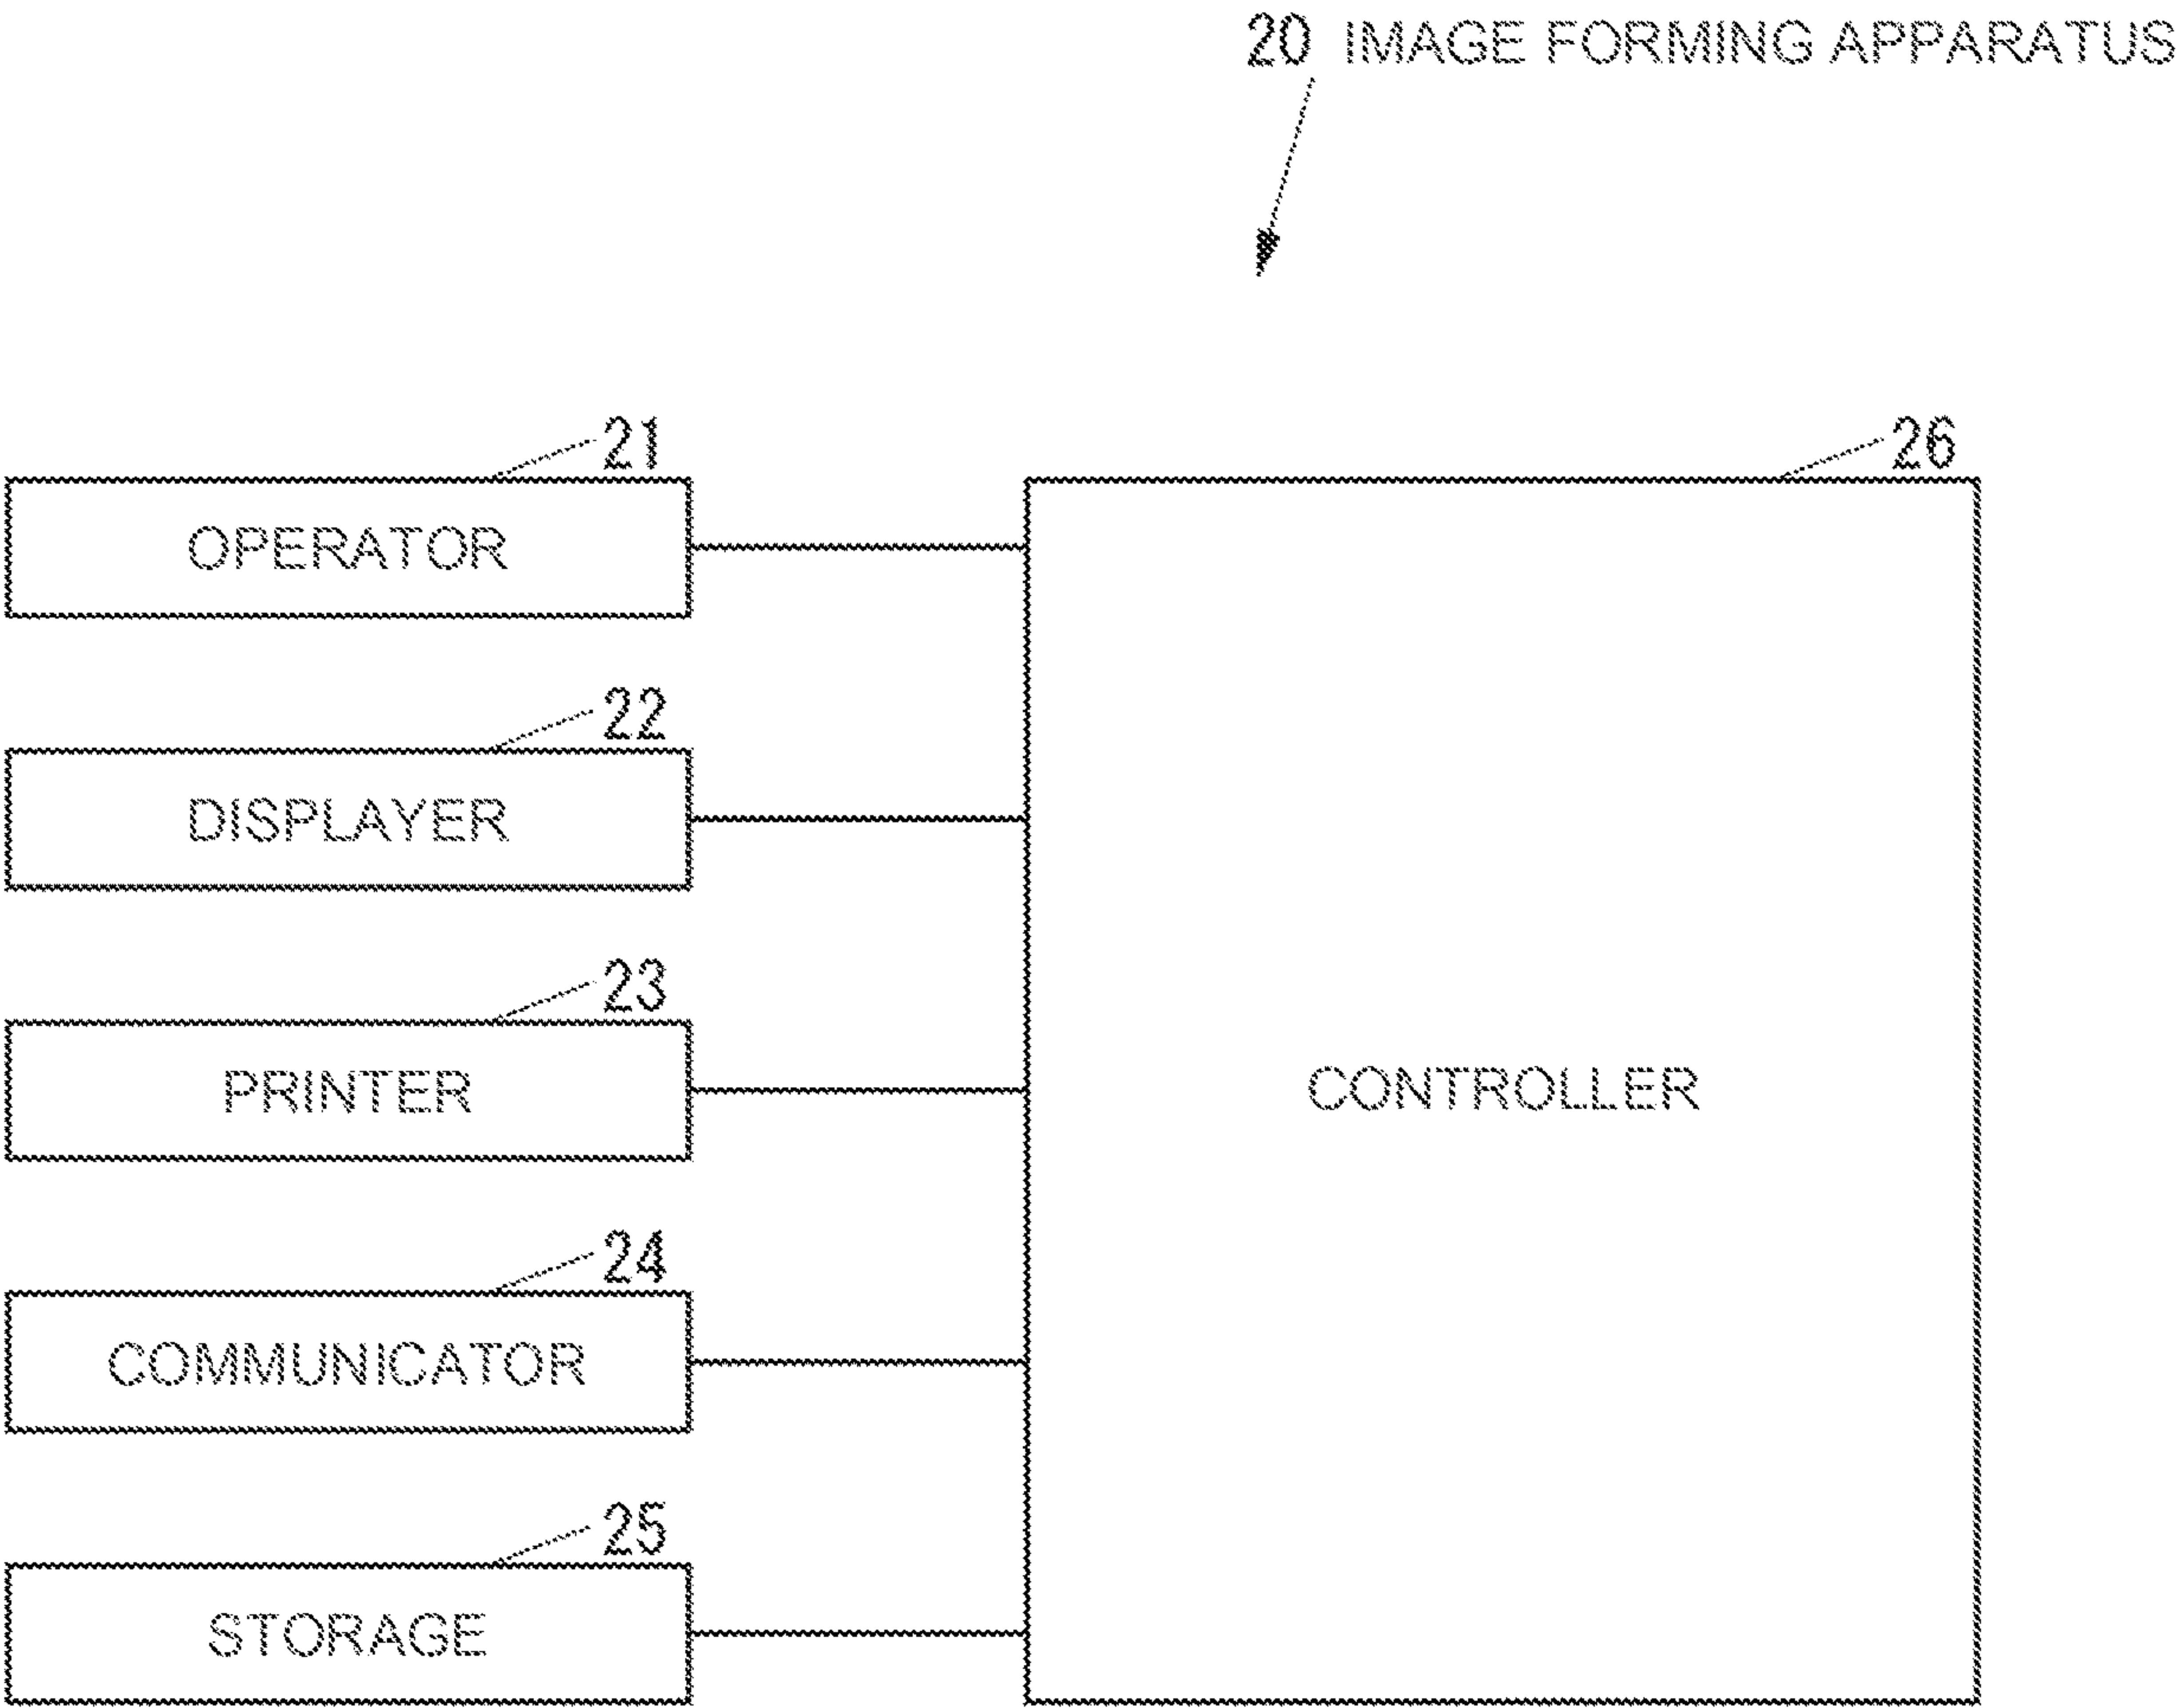 20 IMAGE FORMING APPARATUS
21
26
OPERATOR
22
DISPLAYER
23
PRINTER
CONTROLLER
24
COMMUNICATOR
25
STORAGE